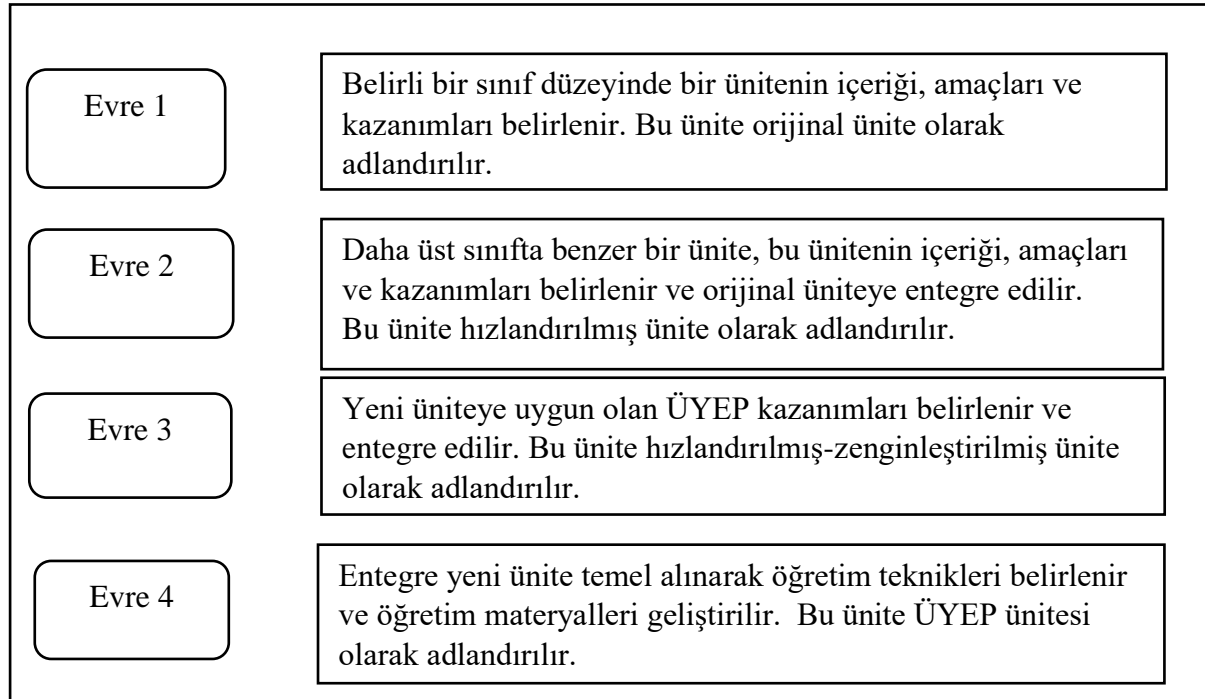 Evre 1
Belirli bir sınıf düzeyinde bir ünitenin içeriği, amaçları ve
kazanımları belirlenir. Bu ünite orijinal ünite olarak
adlandırılır.
Evre 2
Daha üst sınıfta benzer bir ünite, bu ünitenin içeriği, amaçları
ve kazanımları belirlenir ve orijinal üniteye entegre edilir.
Bu ünite hızlandırılmış ünite olarak adlandırılır.
Evre 3
Yeni üniteye uygun olan ÜYEP kazanımları belirlenir ve
entegre edilir. Bu ünite hızlandırılmış-zenginleştirilmiş ünite
olarak adlandırılır.
Evre 4
Entegre yeni ünite temel alınarak öğretim teknikleri belirlenir
ve öğretim materyalleri geliştirilir.  Bu ünite ÜYEP ünitesi
olarak adlandırılır.